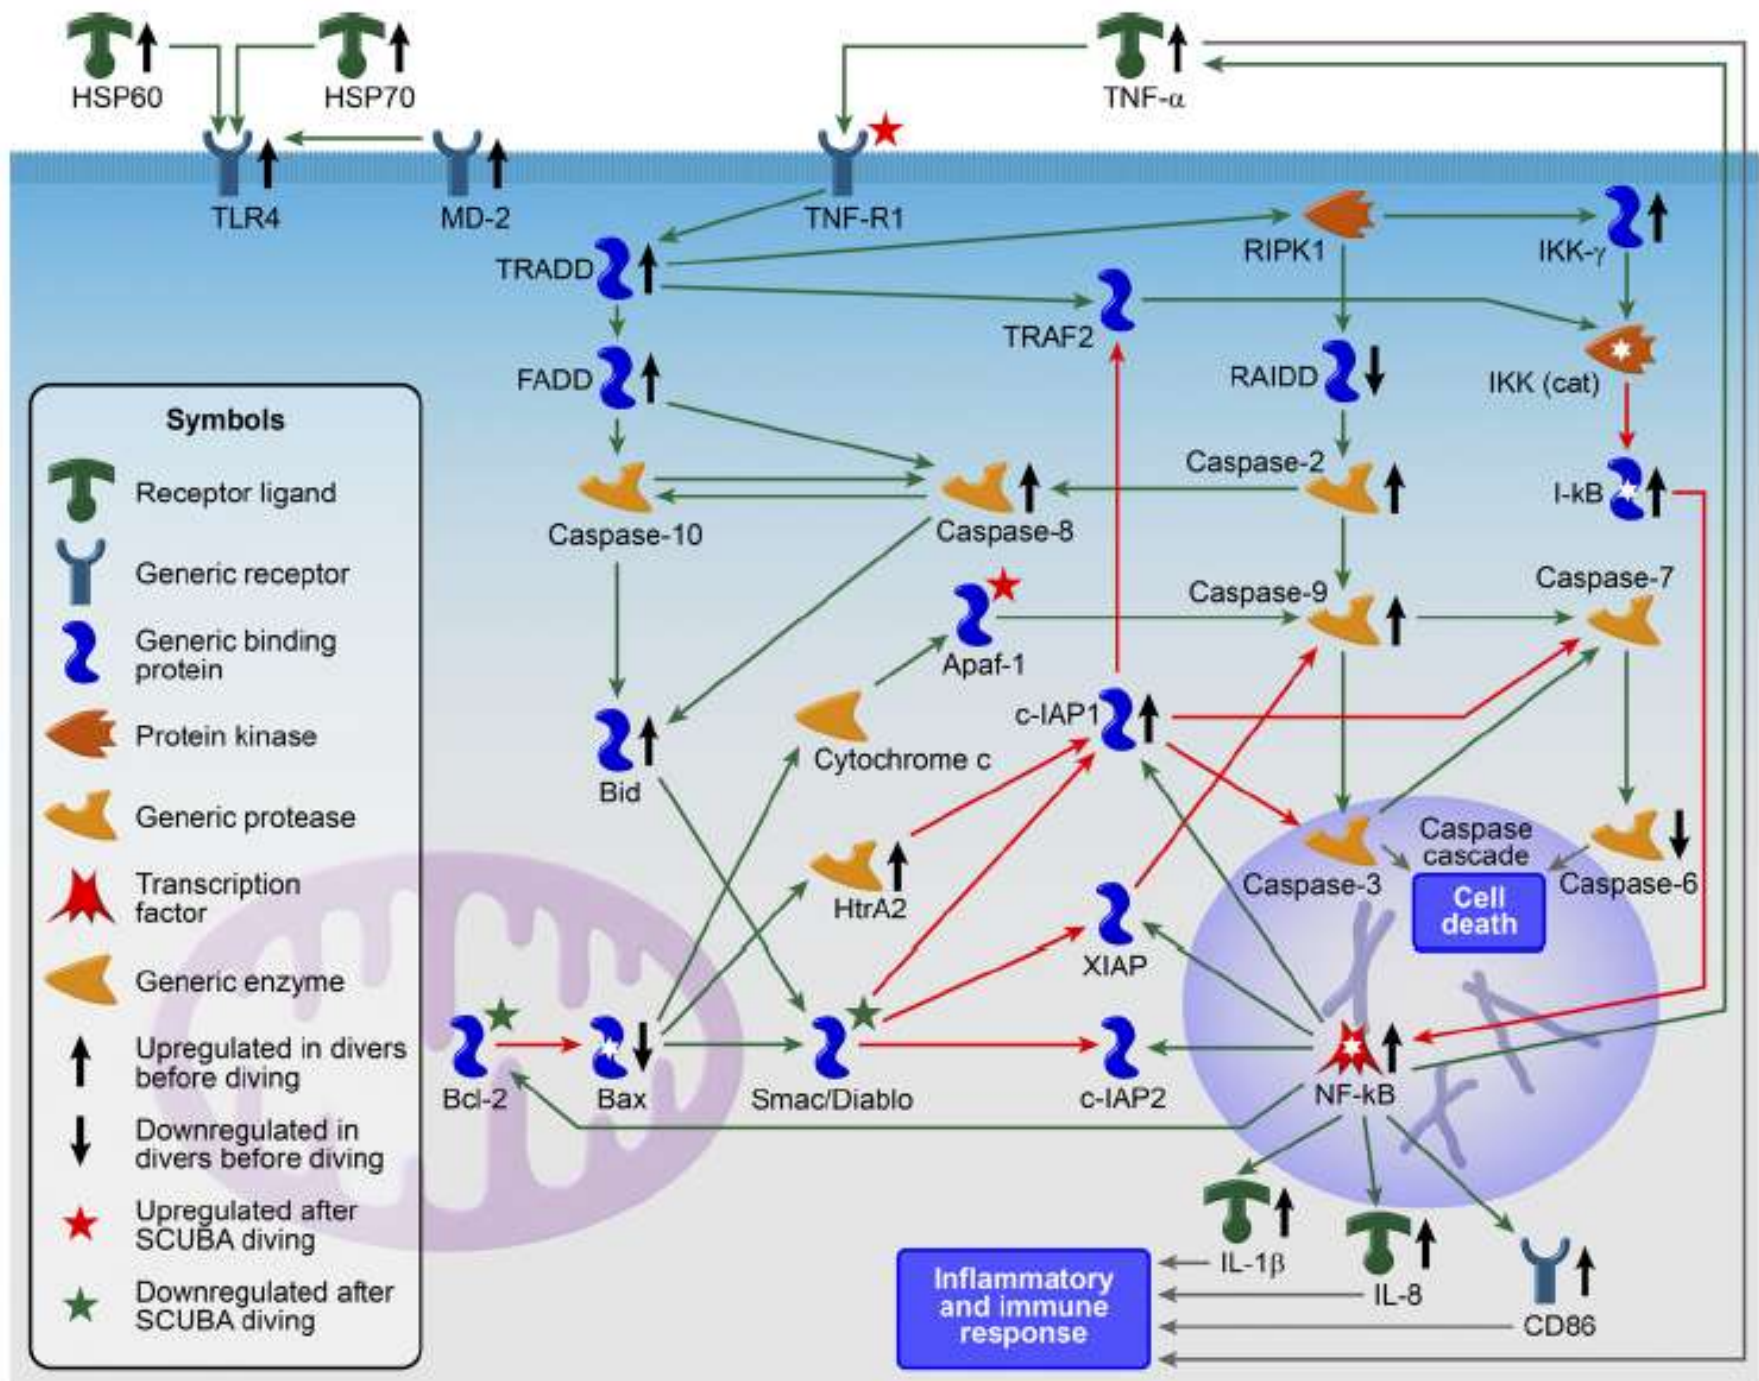 HSP60
HSP70
TNF-α
TLR4
MD-2
TNF-R1
TRADD
RIPK1
IKK-γ
TRAF2
FADD
RAIDD
IKK (cat)
Symbols
Receptor ligand
Generic receptor
Generic binding
protein
Protein kinase
Generic protease
Transcription
factor
Generic enzyme
Upregulated in divers
before diving
Downregulated in
divers before diving
Upregulated after
SCUBA diving
Downregulated after
SCUBA diving
Caspase-10
Caspase-8
Caspase-2
I-kB
Caspase-9
Caspase-7
Apaf-1
c-IAP1
Cytochrome c
Bid
HtrA2
XIAP
Caspase
cascade
Caspase-3
Caspase-6
Cell
death
Bcl-2
Bax
Smac/Diablo
c-IAP2
NF-kB
IL-1β
IL-8
CD86
Inflammatory
and immune
response